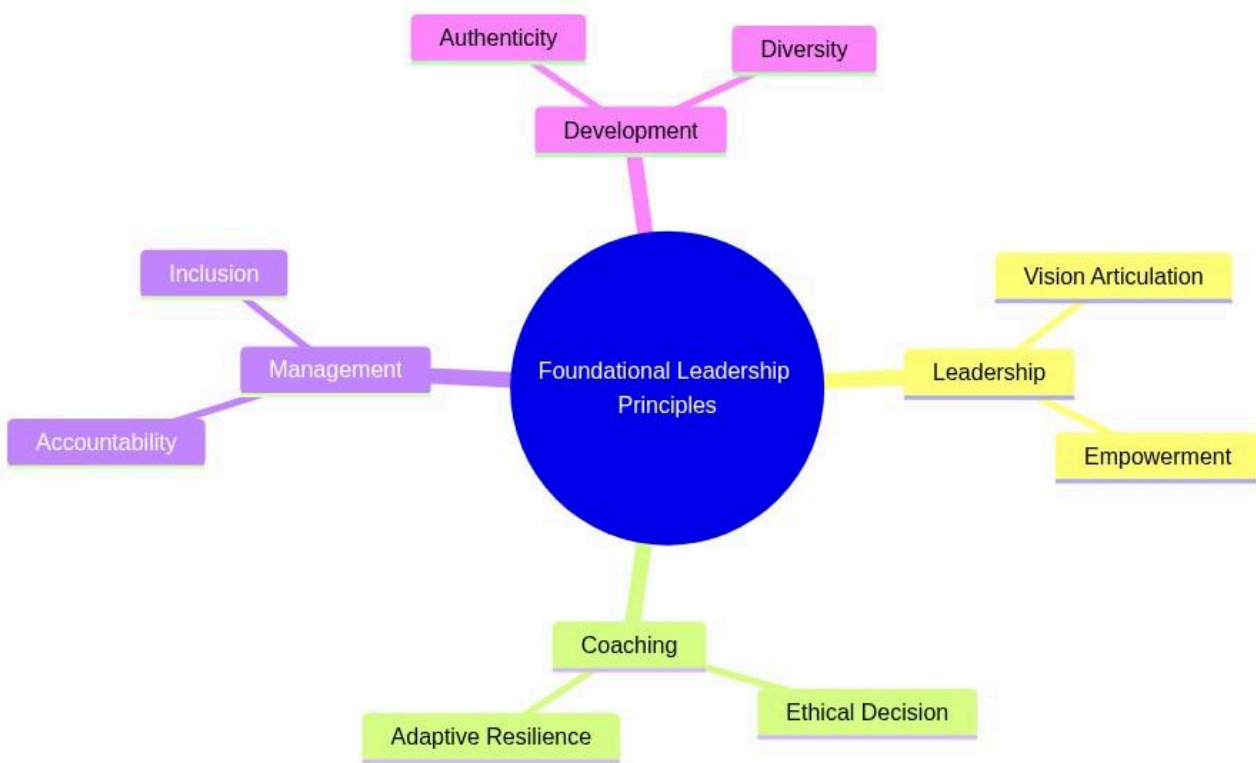 Authenticity
Diversity
Development
Inclusion
Vision Articulation
Management
Foundational Leadership
Principles
Leadership
Accountability
Empowerment
Coaching
Ethical Decision
Adaptive Resilience